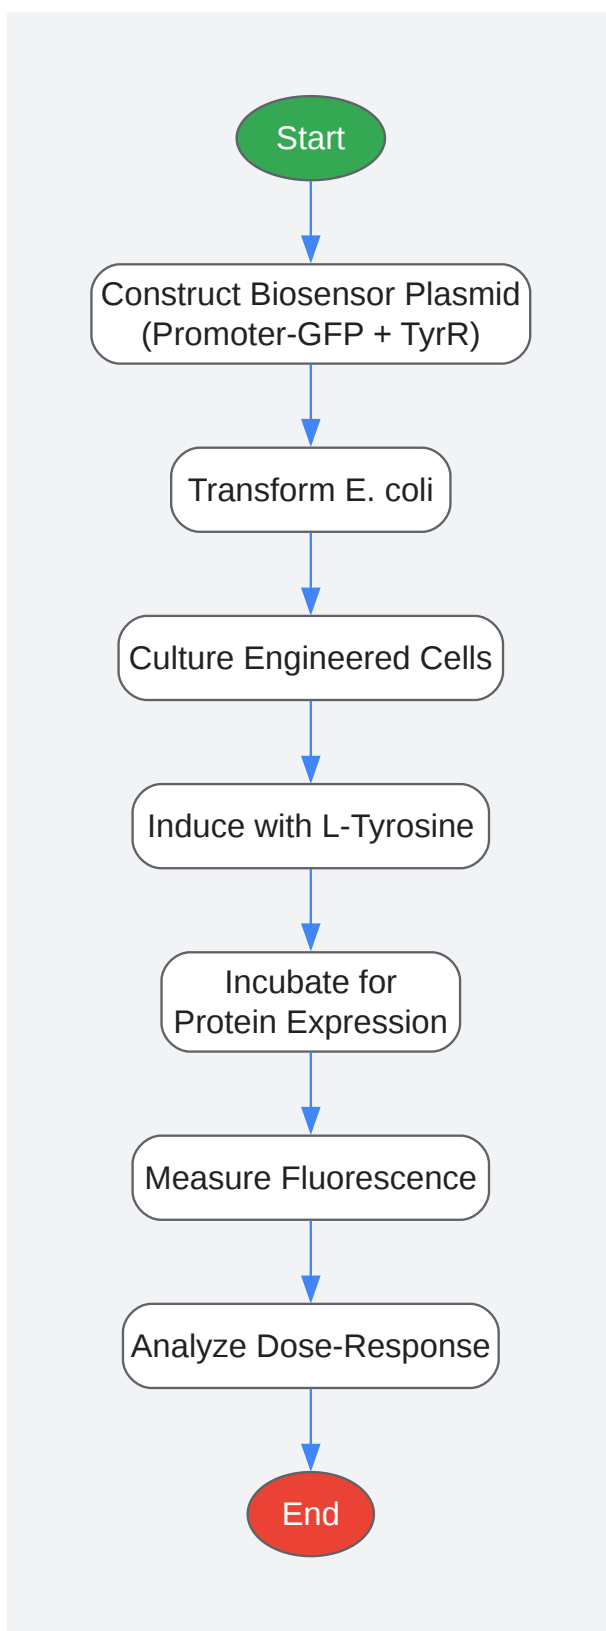 Start
Construct Biosensor Plasmid
(Promoter-GFP + TyrR)
Transform E. coli
Culture Engineered Cells
Induce with L-Tyrosine
Incubate for
Protein Expression
Measure Fluorescence
Analyze Dose-Response
End